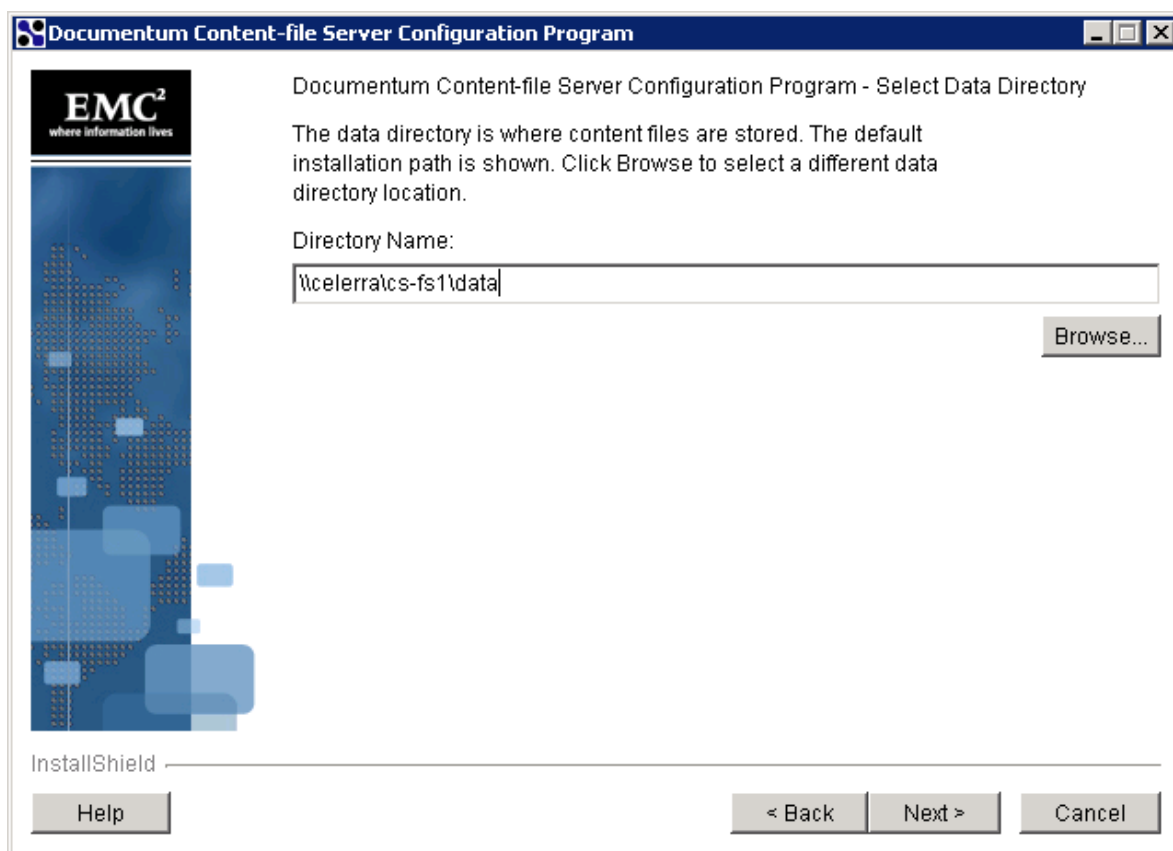 Documentum Content-file Server Configuration Program
EMC²
where information lives
Documentum Content-file Server Configuration Program - Select Data Directory
The data directory is where content files are stored. The default
installation path is shown. Click Browse to select a different data
directory location.
Directory Name:
\\celerra\cs-fs1\data
Browse...
InstallShield
Help
< Back
Next >
Cancel